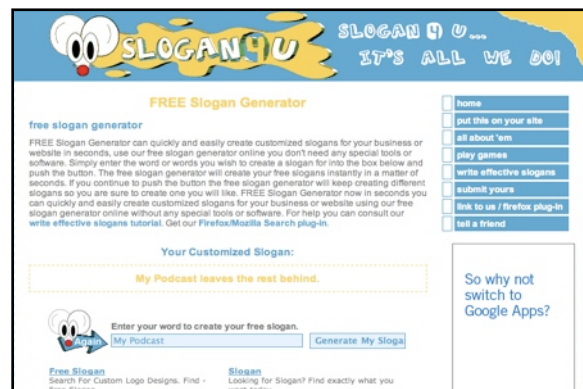 SLOGAN4U
SLOGAN 4 U...
IT'S ALL WE DO!
FREE Slogan Generator
free slogan generator
FREE Slogan Generator can quickly and easily create customized slogans for your business or
website in seconds, use our free slogan generator online you don't need any special tools or
software. Simply enter the word or words you wish to create a slogan for into the box below and
push the button. The free slogan generator will create your free slogans instantly in a matter of
seconds. If you continue to push the button the free slogan generator will keep creating different
slogans so you are sure to create one you will like. FREE Slogan Generator now in seconds you
can quickly and easily create customized slogans for your business or website using our free
slogan generator online without any special tools or software. For help you can consult our
write effective slogans tutorial. Get our Firefox/Mozilla Search plug-in.
Your Customized Slogan:
My Podcast leaves the rest behind.
Enter your word to create your free slogan.
Again
My Podcast
Generate My Sloga
Free Slogan
Search For Custom Logo Designs. Find -
Free Slogan
Slogan
Looking for Slogan? Find exactly what you
want today
home
put this on your site
all about 'em
play games
write effective slogans
submit yours
link to us / firefox plug-in
tell a friend
So why not
switch to
Google Apps?